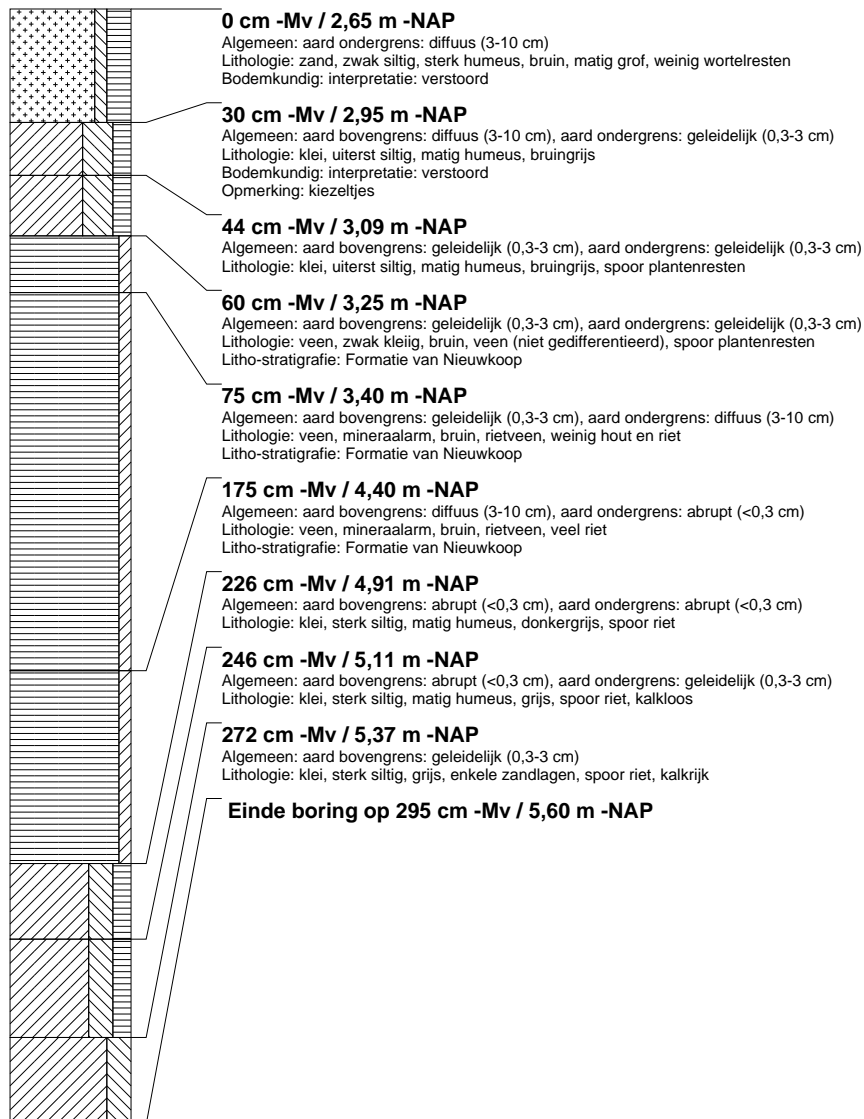 0 cm -Mv / 2,65 m -NAP
Algemeen: aard ondergrens: diffuus (3-10 cm)
Lithologie: zand, zwak siltig, sterk humeus, bruin, matig grof, weinig wortelresten
Bodemkundig: interpretatie: verstoord
30 cm -Mv / 2,95 m -NAP
Algemeen: aard bovengrens: diffuus (3-10 cm), aard ondergrens: geleidelijk (0,3-3 cm)
Lithologie: klei, uiterst siltig, matig humeus, bruingrijs
Bodemkundig: interpretatie: verstoord
Opmerking: kiezeltjes
44 cm -Mv / 3,09 m -NAP
Algemeen: aard bovengrens: geleidelijk (0,3-3 cm), aard ondergrens: geleidelijk (0,3-3 cm)
Lithologie: klei, uiterst siltig, matig humeus, bruingrijs, spoor plantenresten
60 cm -Mv / 3,25 m -NAP
Algemeen: aard bovengrens: geleidelijk (0,3-3 cm), aard ondergrens: geleidelijk (0,3-3 cm)
Lithologie: veen, zwak kleiig, bruin, veen (niet gedifferentieerd), spoor plantenresten
Litho-stratigrafie: Formatie van Nieuwkoop
75 cm -Mv / 3,40 m -NAP
Algemeen: aard bovengrens: geleidelijk (0,3-3 cm), aard ondergrens: diffuus (3-10 cm)
Lithologie: veen, mineraalarm, bruin, rietveen, weinig hout en riet
Litho-stratigrafie: Formatie van Nieuwkoop
175 cm -Mv / 4,40 m -NAP
Algemeen: aard bovengrens: diffuus (3-10 cm), aard ondergrens: abrupt (<0,3 cm)
Lithologie: veen, mineraalarm, bruin, rietveen, veel riet
Litho-stratigrafie: Formatie van Nieuwkoop
226 cm -Mv / 4,91 m -NAP
Algemeen: aard bovengrens: abrupt (<0,3 cm), aard ondergrens: abrupt (<0,3 cm)
Lithologie: klei, sterk siltig, matig humeus, donkergrijs, spoor riet
246 cm -Mv / 5,11 m -NAP
Algemeen: aard bovengrens: abrupt (<0,3 cm), aard ondergrens: geleidelijk (0,3-3 cm)
Lithologie: klei, sterk siltig, matig humeus, grijs, spoor riet, kalkloos
272 cm -Mv / 5,37 m -NAP
Algemeen: aard bovengrens: geleidelijk (0,3-3 cm)
Lithologie: klei, sterk siltig, grijs, enkele zandlagen, spoor riet, kalkrijk
Einde boring op 295 cm -Mv / 5,60 m -NAP